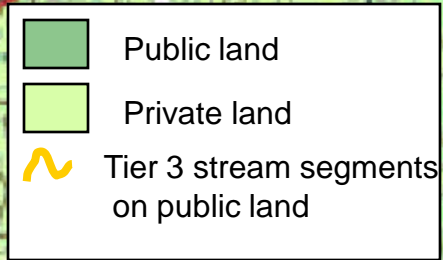 Public land
Private land
Tier 3 stream segments
on public land